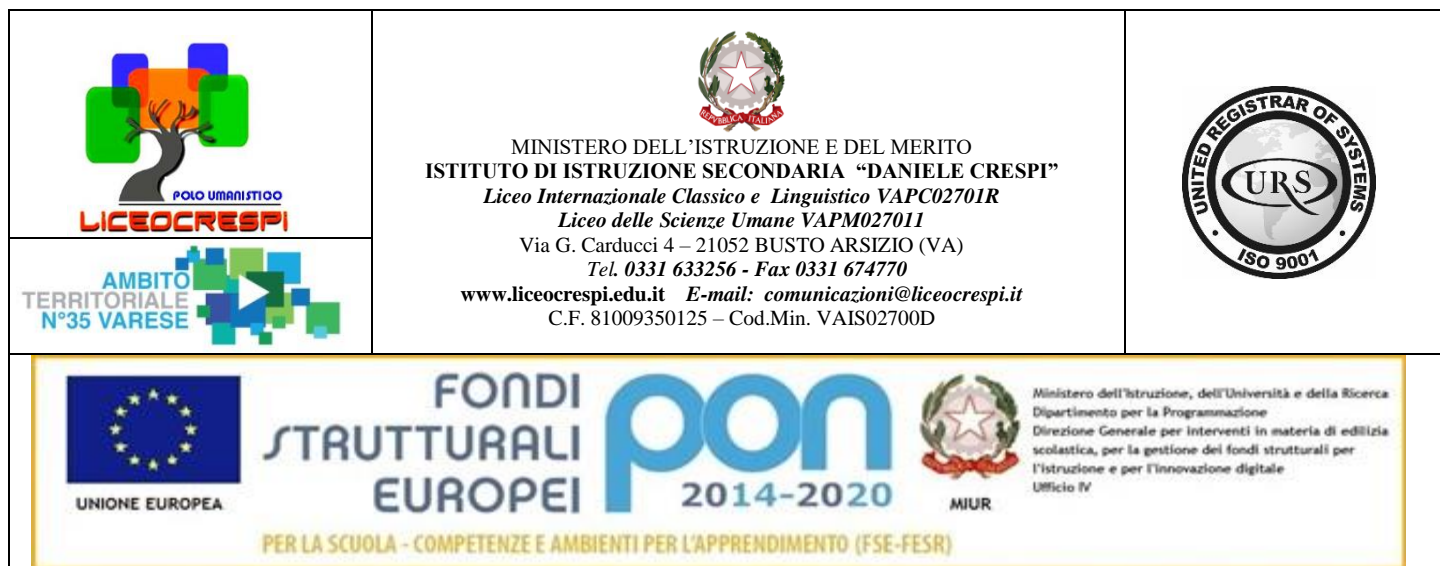 POLO UMANISTICO
LICEOCRESPI
AMBITO
TERRITORIALE
N°35 VARESE
REPVBBLICA ITALIANA
MINISTERO DELL'ISTRUZIONE E DEL MERITO
ISTITUTO DI ISTRUZIONE SECONDARIA “DANIELE CRESPI”
Liceo Internazionale Classico e Linguistico VAPC02701R
Liceo delle Scienze Umane VAPM027011
Via G. Carducci 4 – 21052 BUSTO ARSIZIO (VA)
Tel. 0331 633256 - Fax 0331 674770
www.liceocrespi.edu.it E-mail: comunicazioni@liceocrespi.it
C.F. 81009350125 – Cod.Min. VAIS02700D
UNITED REGISTRAR OF SYSTEMS
URS
ISO 9001
UNIONE EUROPEA
FONDI
STRUTTURALI
EUROPEI
pon
2014-2020
MIUR
Ministero dell'Istruzione, dell'Università e della Ricerca
Dipartimento per la Programmazione
Direzione Generale per interventi in materia di edilizia
scolastica, per la gestione dei fondi strutturali per
l'istruzione e per l'innovazione digitale
Ufficio IV
PER LA SCUOLA - COMPETENZE E AMBIENTI PER L'APPRENDIMENTO (FSE-FESR)